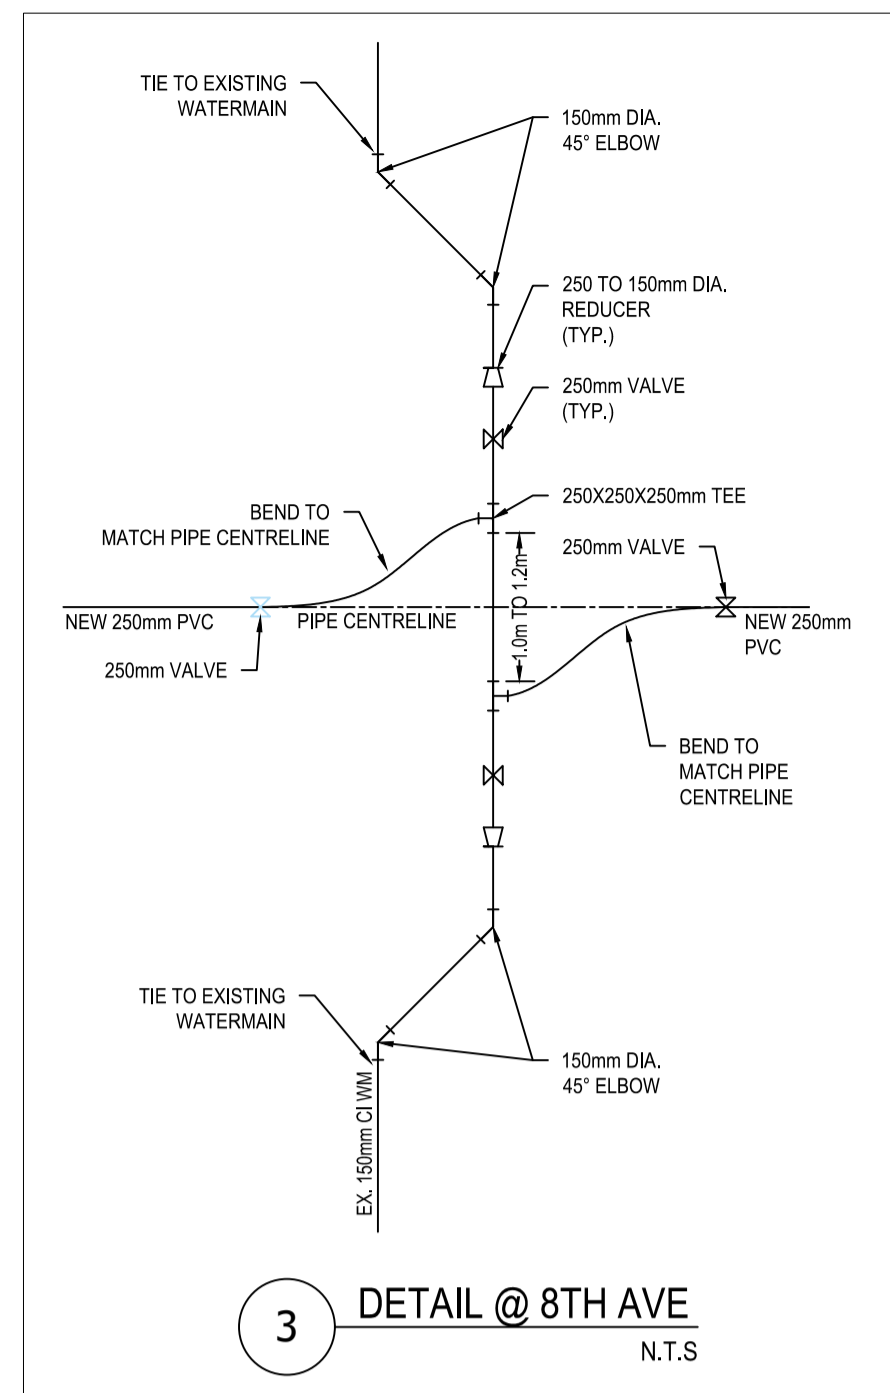 TIE TO EXISTING
WATERMAIN
150mm DIA.
45° ELBOW
250 TO 150mm DIA.
REDUCER
(TYP.)
250mm VALVE
(TYP.)
250X250X250mm TEE
BEND TO
MATCH PIPE CENTRELINE
250mm VALVE
1.0m TO 1.2m
NEW 250mm PVC
PIPE CENTRELINE
NEW 250mm
PVC
250mm VALVE
BEND TO
MATCH PIPE
CENTRELINE
TIE TO EXISTING
WATERMAIN
150mm DIA.
45° ELBOW
EX. 150mm CI WM
3
DETAIL @ 8TH AVE
N.T.S